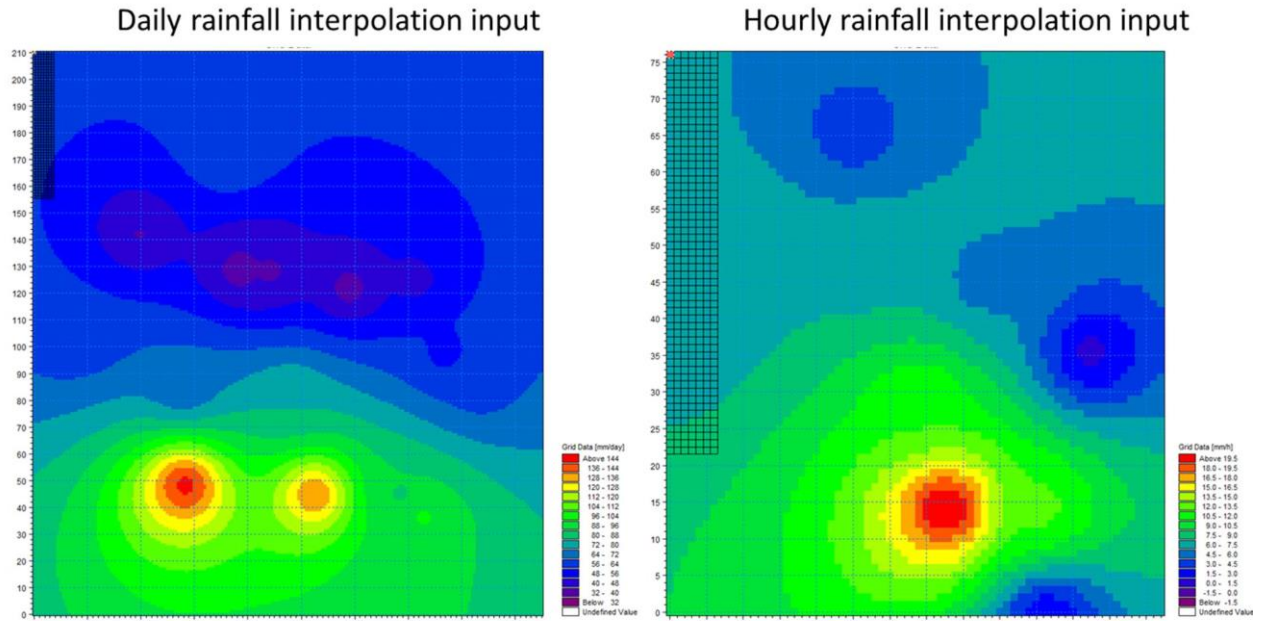 Daily rainfall interpolation input
Hourly rainfall interpolation input
210
200
190
180
170
160
150
140
130
120
110
100
90
80
70
60
50
40
30
20
10
0
Grid Data [mm/day]
Above 144
136 - 144
128 - 136
120 - 128
112 - 120
104 - 112
96 - 104
88 - 96
80 - 88
72 - 80
64 - 72
56 - 64
48 - 56
40 - 48
32 - 40
Below 32
Undefined Value
75
70
65
60
55
50
45
40
35
30
25
20
15
10
5
0
Grid Data [mm/h]
Above 19.5
18.0 - 19.5
16.5 - 18.0
15.0 - 16.5
13.5 - 15.0
12.0 - 13.5
10.5 - 12.0
9.0 - 10.5
7.5 - 9.0
6.0 - 7.5
4.5 - 6.0
3.0 - 4.5
1.5 - 3.0
0.0 - 1.5
-1.5 - 0.0
Below -1.5
Undefined Value